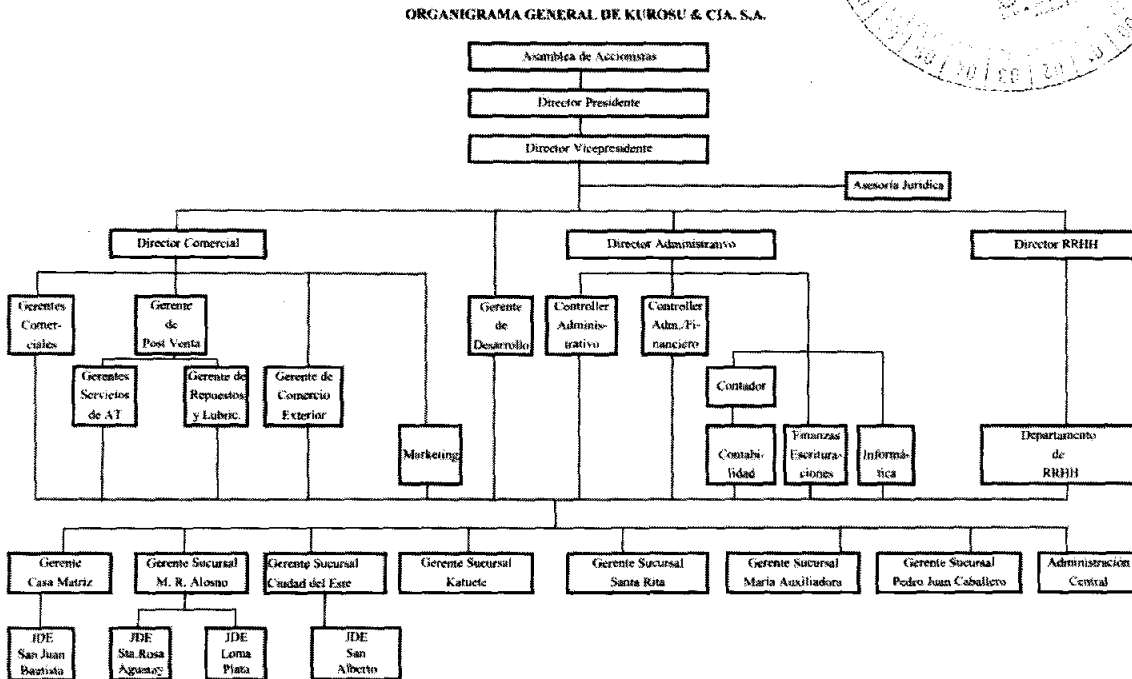 ORGANIGRAMA GENERAL DE KUROSU & CIA. S.A.
Asamblea de Accionistas
Director Presidente
Director Vicepresidente
Asesoría Jurídica
Director Comercial
Director Administrativo
Director RRHH
Gerentes
Comer-
ciales
Gerente
de
Post Venta
Gerente
de
Desarrollo
Controller
Adminis-
trativo
Controller
Adm./Fi-
nanciero
Gerentes
Servicios
de AT
Gerente de
Repuestos
y Lubric.
Gerente de
Comercio
Exterior
Contador
Marketing
Contabi-
lidad
Finanzas
Escritura-
ciones
Informá-
tica
Departamento
de
RRHH
Gerente
Casa Matriz
Gerente Sucursal
M. R. Alosno
Gerente Sucursal
Ciudad del Este
Gerente Sucursal
Katuete
Gerente Sucursal
Santa Rita
Gerente Sucursal
Maria Auxiliadora
Gerente Sucursal
Pedro Juan Caballero
Administración
Central
JDE
San Juan
Bautista
JDE
Sta.Rosa
Aguaray
JDE
Loma
Plata
JDE
San
Alberto